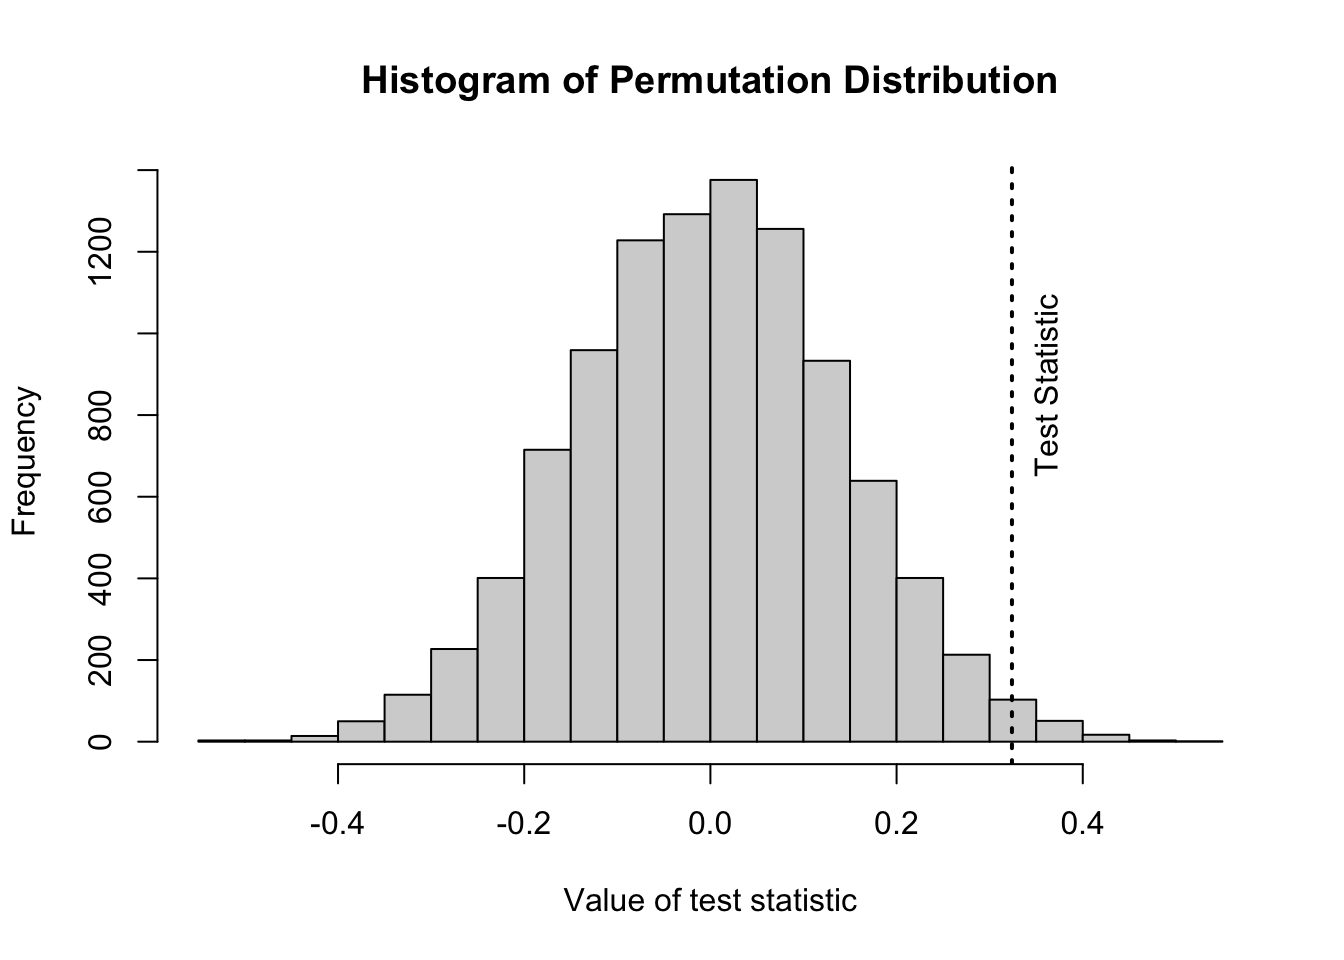 Histogram of Permutation Distribution
Frequency
1200
800
600
400
200
0
Test Statistic
-0.4
-0.2
0.0
0.2
0.4
Value of test statistic